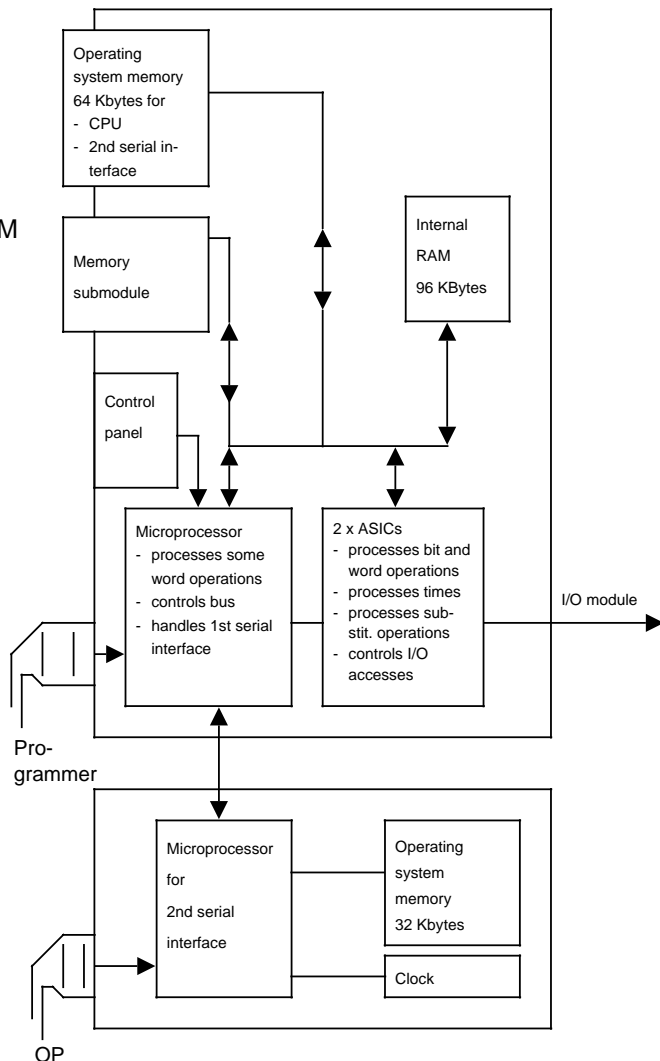 Operating
system memory
64 Kbytes for
- CPU
- 2nd serial in-
terface
M
Memory
submodule
Internal
RAM
96 KBytes
Control
panel
Microprocessor
- processes some
word operations
- controls bus
- handles 1st serial
interface
2 x ASICs
- processes bit and
word operations
- processes times
- processes sub-
stit. operations
- controls I/O
accesses
I/O module
Pro-
grammer
Microprocessor
for
2nd serial
interface
Operating
system
memory
32 Kbytes
Clock
OP